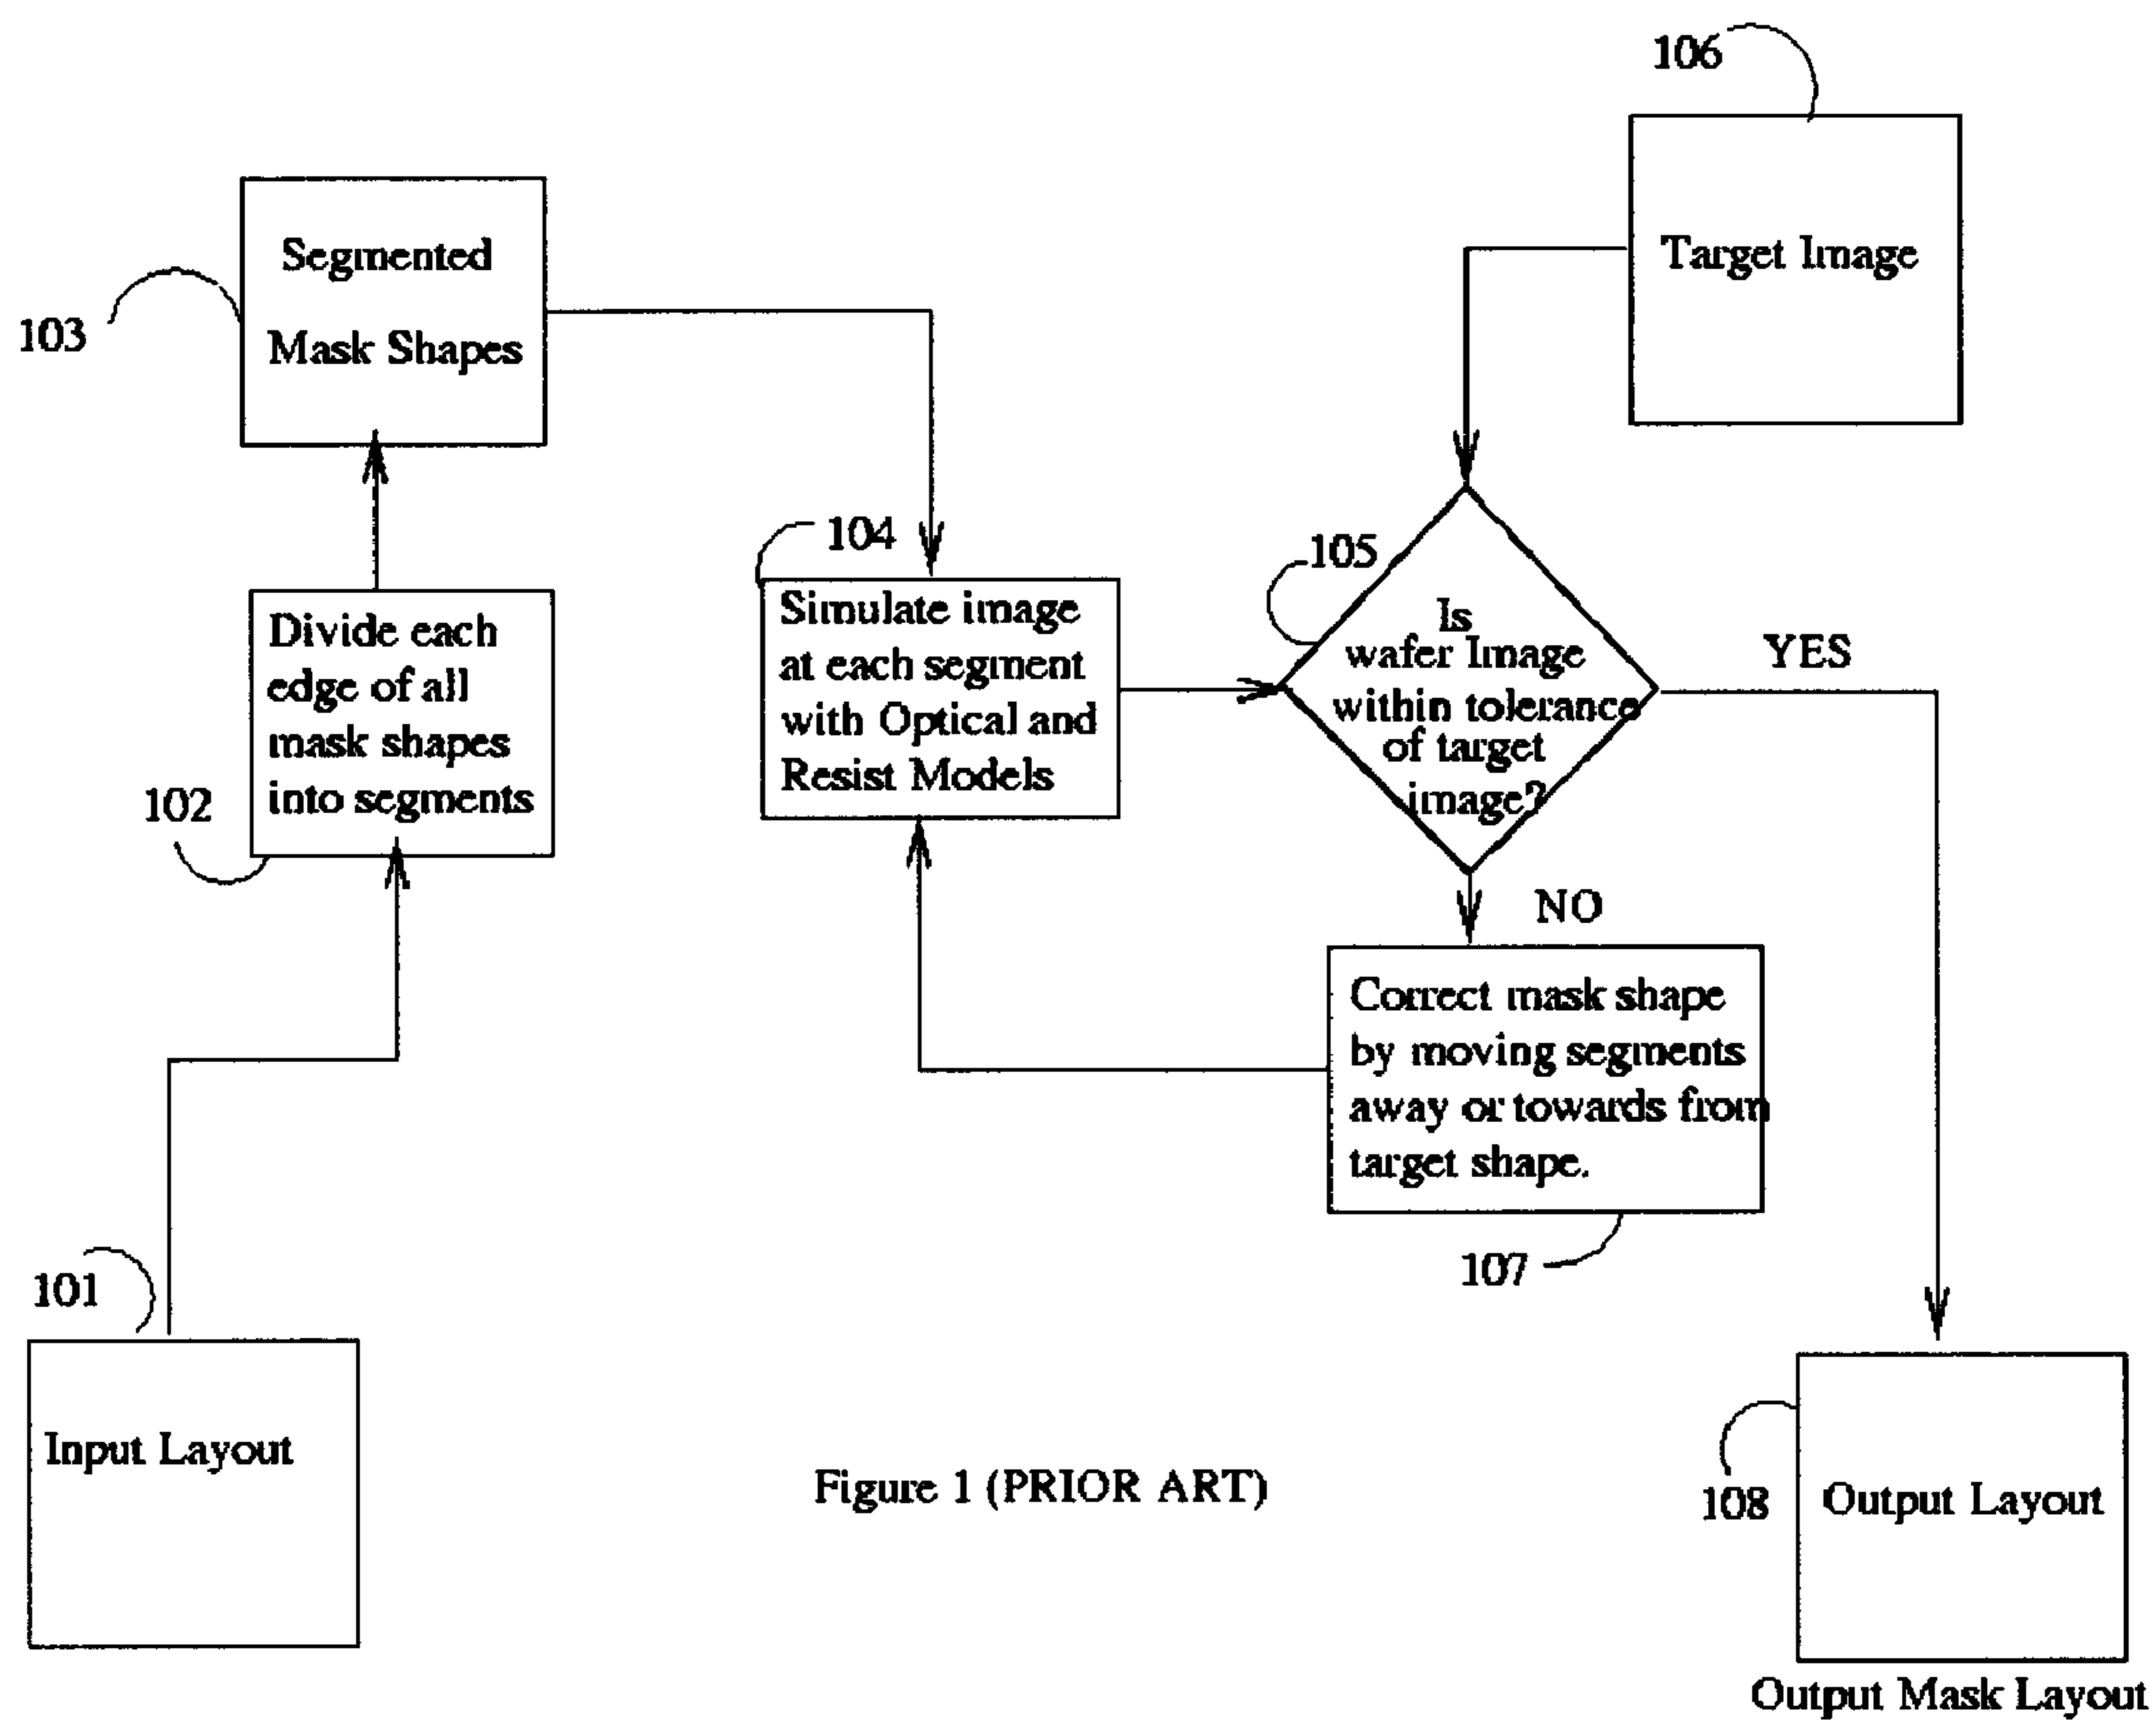 106
Target Image
103
Segmented
Mask Shapes
104
Simulate image
at each segment
with Optical and
Resist Models
105
Is
wafer Image
within tolerance
of target
image?
YES
NO
102
Divide each
edge of all
mask shapes
into segments
Correct mask shape
by moving segments
away or towards from
target shape.
107
101
Input Layout
Figure 1 (PRIOR ART)
108
Output Layout
Output Mask Layout